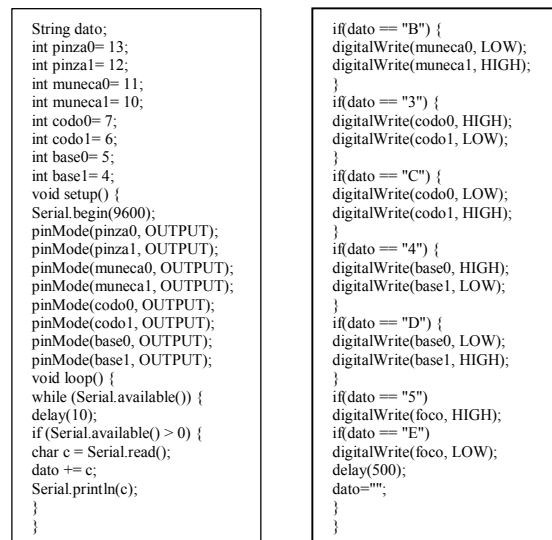 String dato;
int pinza0= 13;
int pinza1= 12;
int muneca0= 11;
int muneca1= 10;
int codo0= 7;
int codo1= 6;
int base0= 5;
int base1= 4;
void setup() {
Serial.begin(9600);
pinMode(pinza0, OUTPUT);
pinMode(pinza1, OUTPUT);
pinMode(muneca0, OUTPUT);
pinMode(muneca1, OUTPUT);
pinMode(codo0, OUTPUT);
pinMode(codo1, OUTPUT);
pinMode(base0, OUTPUT);
pinMode(base1, OUTPUT);
void loop() {
while (Serial.available()) {
delay(10);
if (Serial.available() > 0) {
char c = Serial.read();
dato += c;
Serial.println(c);
}
}
if(dato == "B") {
digitalWrite(muneca0, LOW);
digitalWrite(muneca1, HIGH);
}
if(dato == "3") {
digitalWrite(codo0, HIGH);
digitalWrite(codo1, LOW);
}
if(dato == "C") {
digitalWrite(codo0, LOW);
digitalWrite(codo1, HIGH);
}
if(dato == "4") {
digitalWrite(base0, HIGH);
digitalWrite(base1, LOW);
}
if(dato == "D") {
digitalWrite(base0, LOW);
digitalWrite(base1, HIGH);
}
if(dato == "5")
digitalWrite(foco, HIGH);
if(dato == "E")
digitalWrite(foco, LOW);
delay(500);
dato="";
}
}